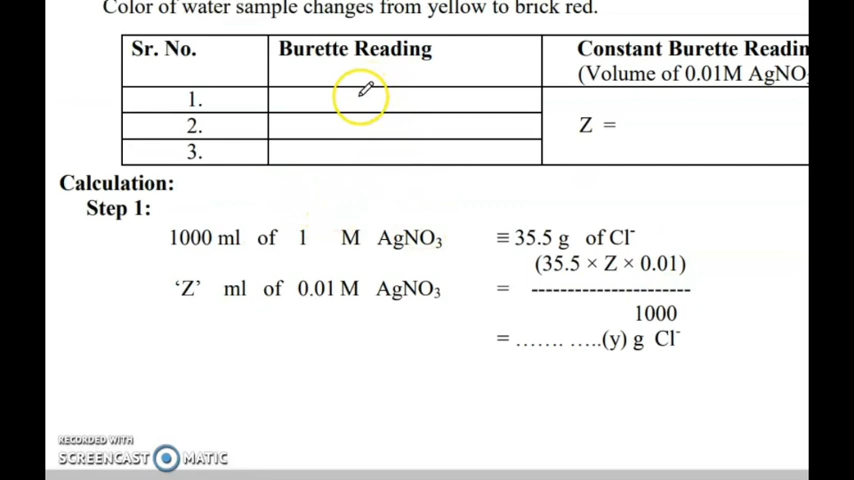 Color of water sample changes from yellow to brick red.
Sr. No. Burette Reading Constant Burette Readin
(Volume of 0.01M AgNO
1.
2. Z =
3.
Calculation:
Step 1:
1000 ml of 1 M AgNO₃ ≡ 35.5 g of Cl⁻
(35.5 × Z × 0.01)
‘Z’ ml of 0.01 M AgNO₃ = ----------------------
1000
= ....... .....(y) g Cl⁻
RECORDED WITH
SCREENCAST MATIC